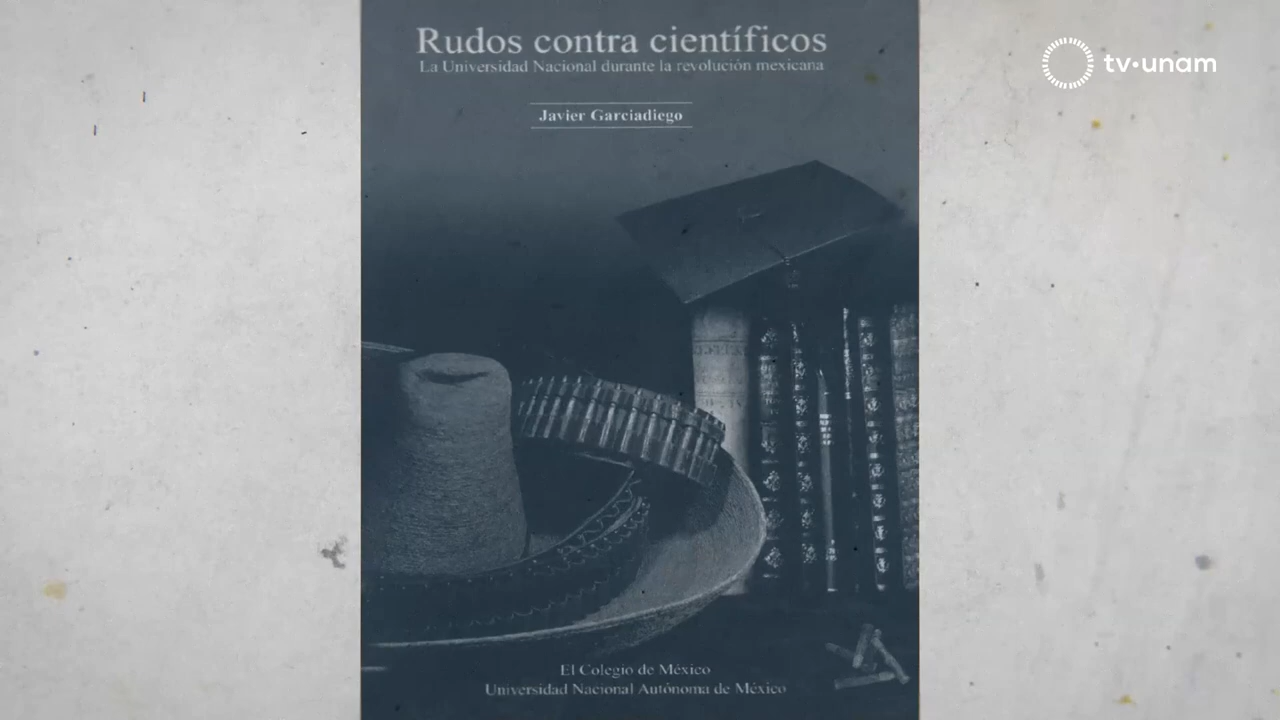 Rudos contra científicos
La Universidad Nacional durante la revolución mexicana
Javier Garciadiego
El Colegio de México
Universidad Nacional Autónoma de México
tv·unam